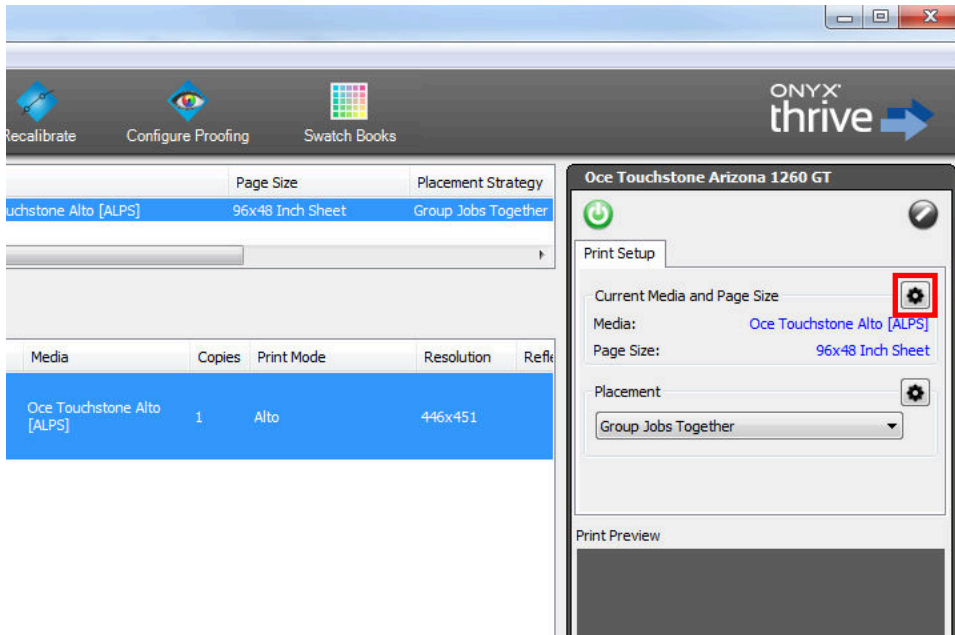 ONYX
thrive
Recalibrate Configure Proofing Swatch Books
Oce Touchstone Arizona 1260 GT
Page Size Placement Strategy
Alto [ALPS] 96x48 Inch Sheet Group Jobs Together
Print Setup
Current Media and Page Size
Media: Oce Touchstone Alto [ALPS]
Page Size: 96x48 Inch Sheet
Placement
Group Jobs Together
Media Copies Print Mode Resolution
Oce Touchstone Alto
[ALPS] 1 Alto 446x451
Print Preview